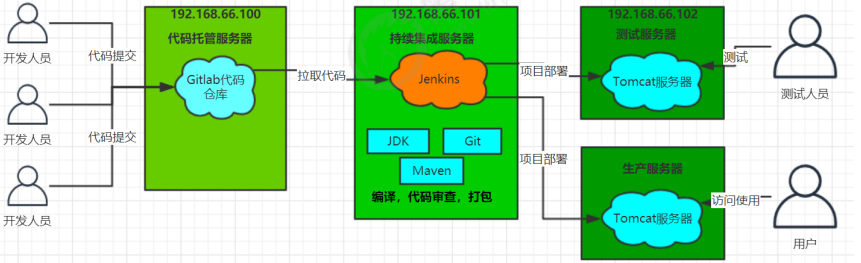 192.168.66.100
代码托管服务器
Gitlab代码
仓库
开发人员
开发人员
开发人员
代码提交
代码提交
拉取代码
192.168.66.101
持续集成服务器
Jenkins
JDK
Git
Maven
编译，代码审查，打包
项目部署
项目部署
192.168.66.102
测试服务器
Tomcat服务器
测试
测试人员
生产服务器
Tomcat服务器
访问使用
用户